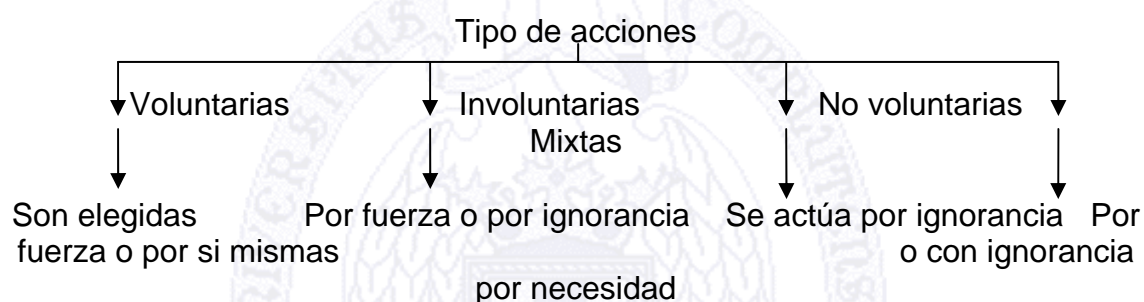 Tipo de acciones
Voluntarias Involuntarias No voluntarias
Mixtas
Son elegidas Por fuerza o por ignorancia Se actúa por ignorancia Por
fuerza o por si mismas o con ignorancia
por necesidad